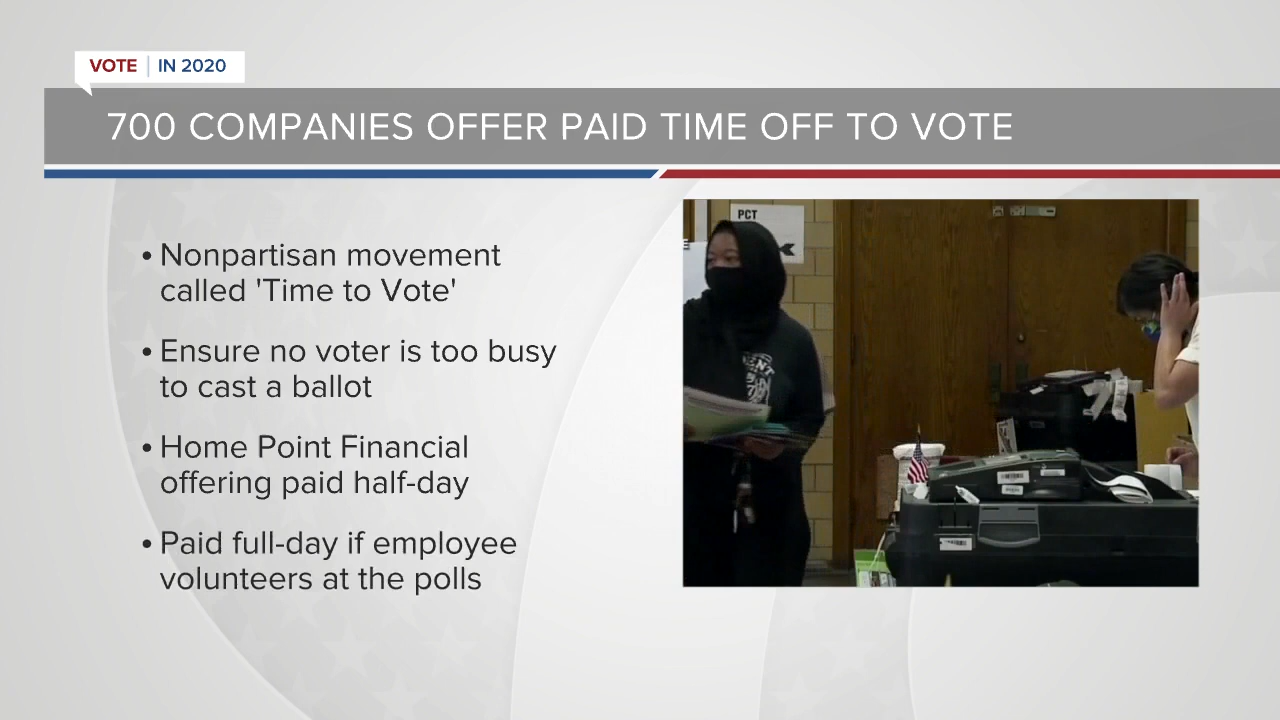 VOTE | IN 2020
700 COMPANIES OFFER PAID TIME OFF TO VOTE
• Nonpartisan movement
called 'Time to Vote'
• Ensure no voter is too busy
to cast a ballot
• Home Point Financial
offering paid half-day
• Paid full-day if employee
volunteers at the polls
PCT